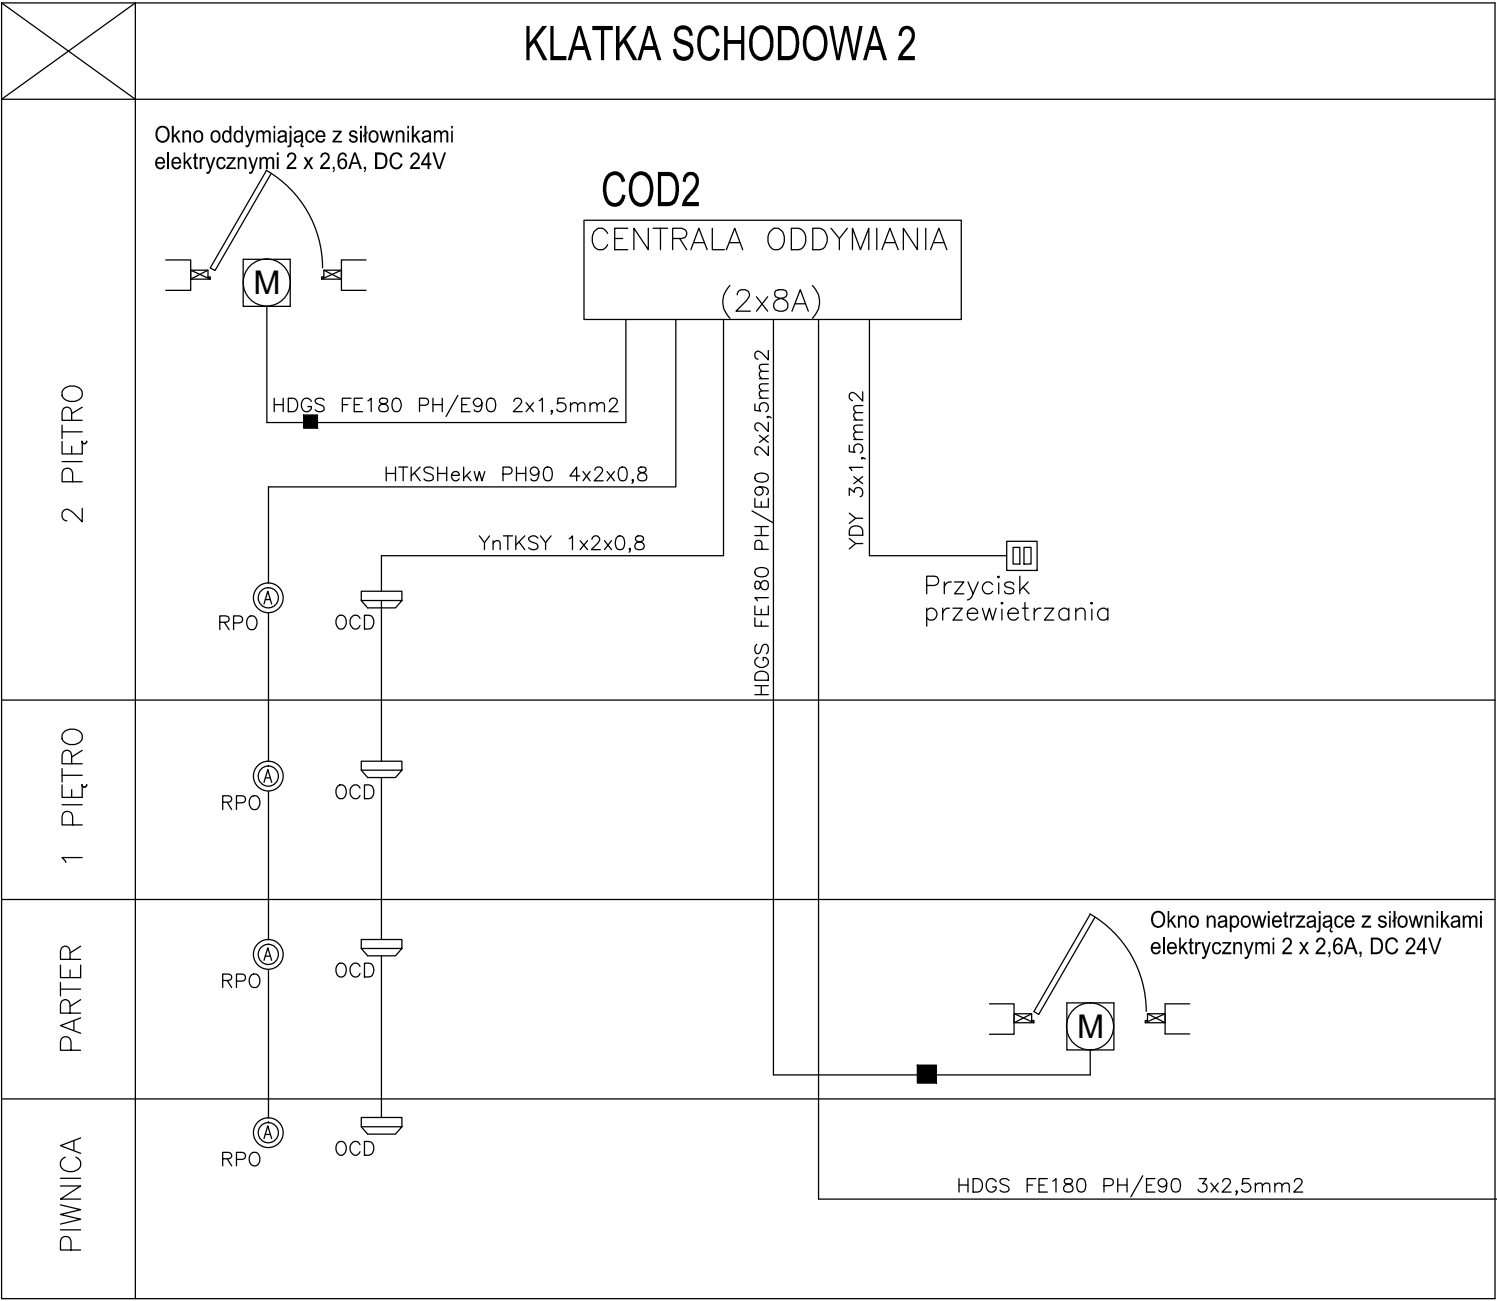 KLATKA SCHODOWA 2
2 PIĘTRO
Okno oddymiające z siłownikami
elektrycznymi 2 x 2,6A, DC 24V
M
COD2
CENTRALA ODDYMIANIA
(2x8A)
HDGS FE180 PH/E90 2x1,5mm2
HTKSHekw PH90 4x2x0,8
YnTKSY 1x2x0,8
HDGS FE180 PH/E90 2x2,5mm2
YDY 3x1,5mm2
Przycisk
przewietrzania
A
RPO
OCD
1 PIĘTRO
A
RPO
OCD
PARTER
A
RPO
OCD
Okno napowietrzające z siłownikami
elektrycznymi 2 x 2,6A, DC 24V
M
PIWNICA
A
RPO
OCD
HDGS FE180 PH/E90 3x2,5mm2